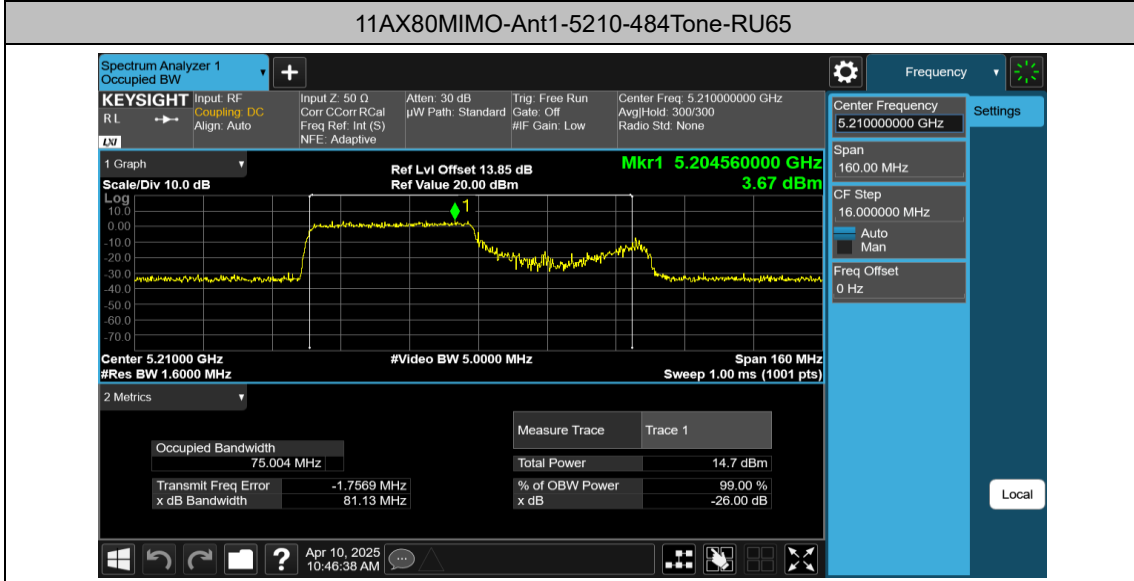 11AX80MIMO-Ant1-5210-484Tone-RU65
Spectrum Analyzer 1
Occupied BW
Frequency
KEYSIGHT
R L
LXI
Input: RF
Coupling: DC
Align: Auto
Input Z: 50 Ω
Corr CCorr RCal
Freq Ref: Int (S)
NFE: Adaptive
Atten: 30 dB
µW Path: Standard
Trig: Free Run
Gate: Off
#IF Gain: Low
Center Freq: 5.210000000 GHz
Avg|Hold: 300/300
Radio Std: None
Center Frequency
5.210000000 GHz
Settings
Span
160.00 MHz
CF Step
16.000000 MHz
Auto
Man
Freq Offset
0 Hz
Local
1 Graph
Scale/Div 10.0 dB
Ref Lvl Offset 13.85 dB
Ref Value 20.00 dBm
Mkr1 5.204560000 GHz
3.67 dBm
Log
10.0
0.00
-10.0
-20.0
-30.0
-40.0
-50.0
-60.0
-70.0
1
Center 5.21000 GHz
#Video BW 5.0000 MHz
Span 160 MHz
#Res BW 1.6000 MHz
Sweep 1.00 ms (1001 pts)
2 Metrics
Measure Trace Trace 1
Occupied Bandwidth
75.004 MHz
Total Power 14.7 dBm
Transmit Freq Error -1.7569 MHz
% of OBW Power 99.00 %
x dB Bandwidth 81.13 MHz
x dB -26.00 dB
?
Apr 10, 2025
10:46:38 AM